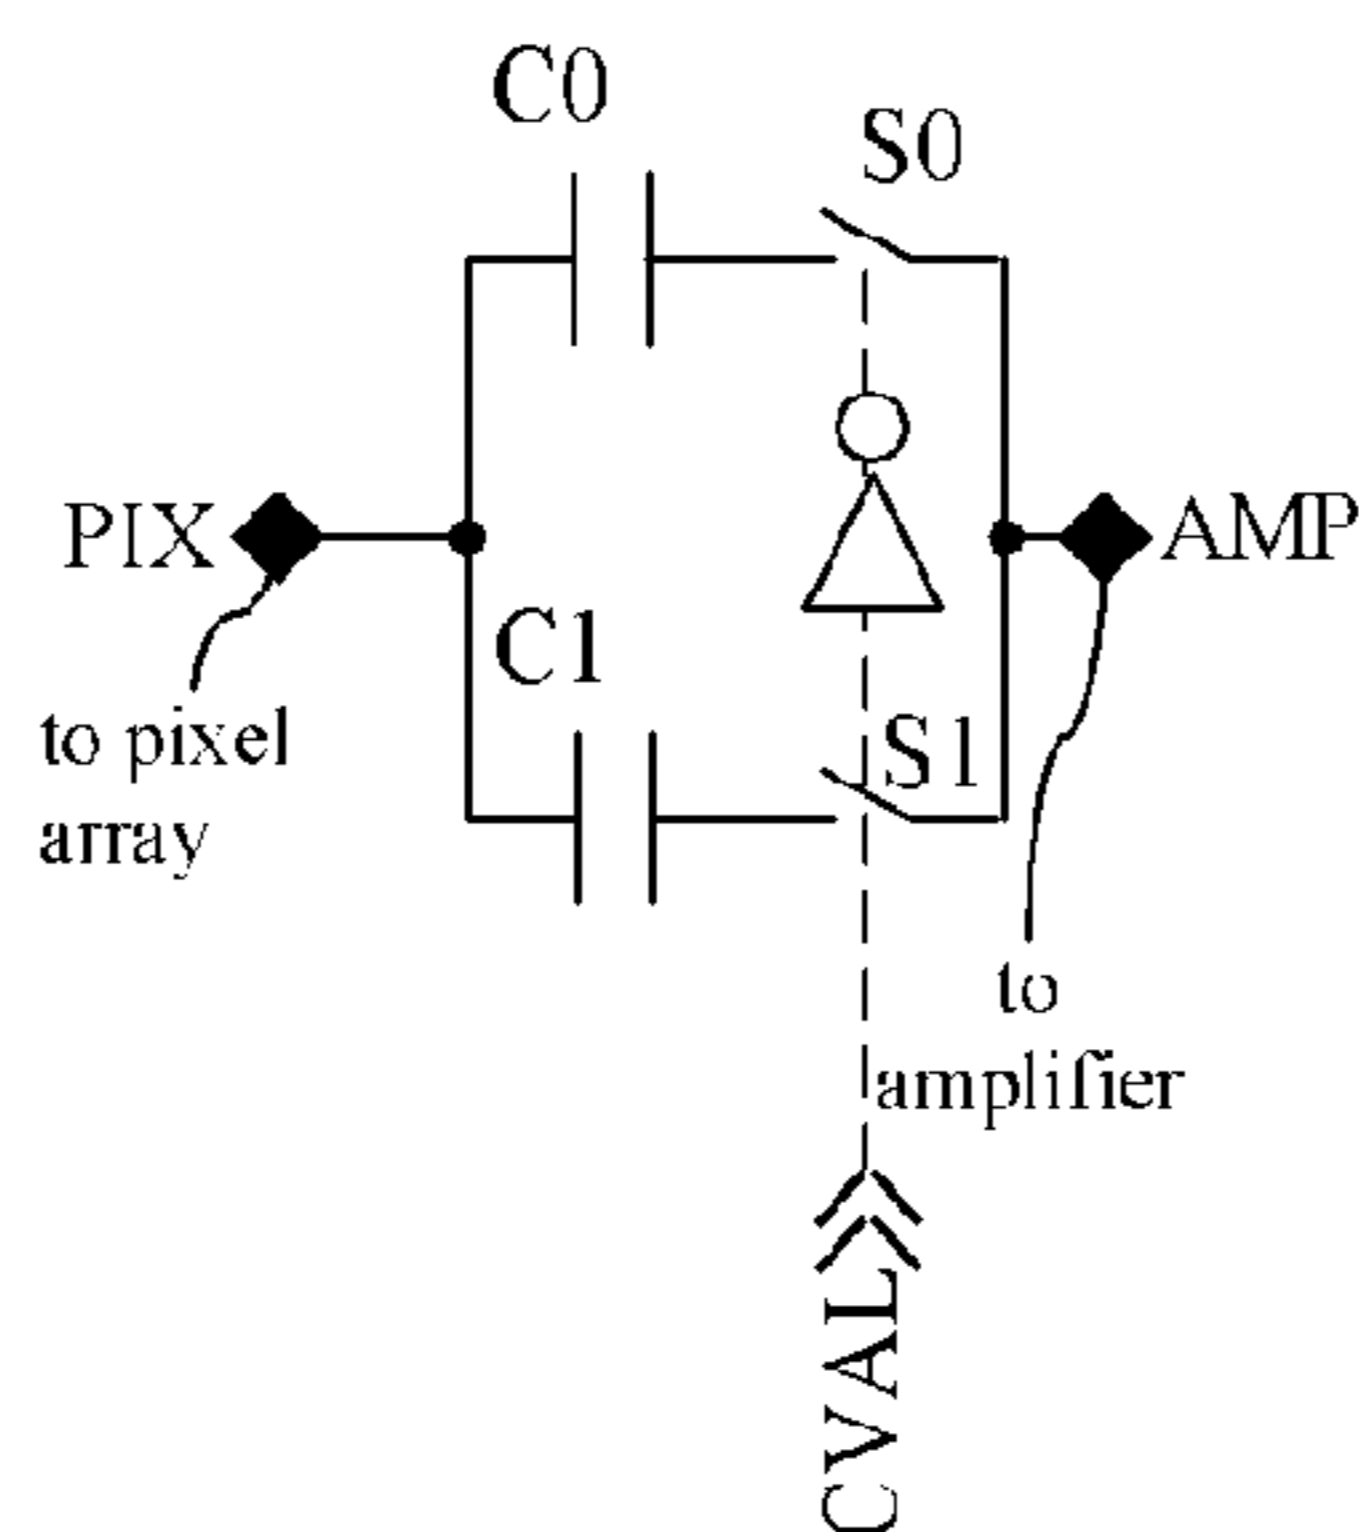 C0
S0
PIX
AMP
C1
to pixel
array
S1
to
amplifier
CVAL